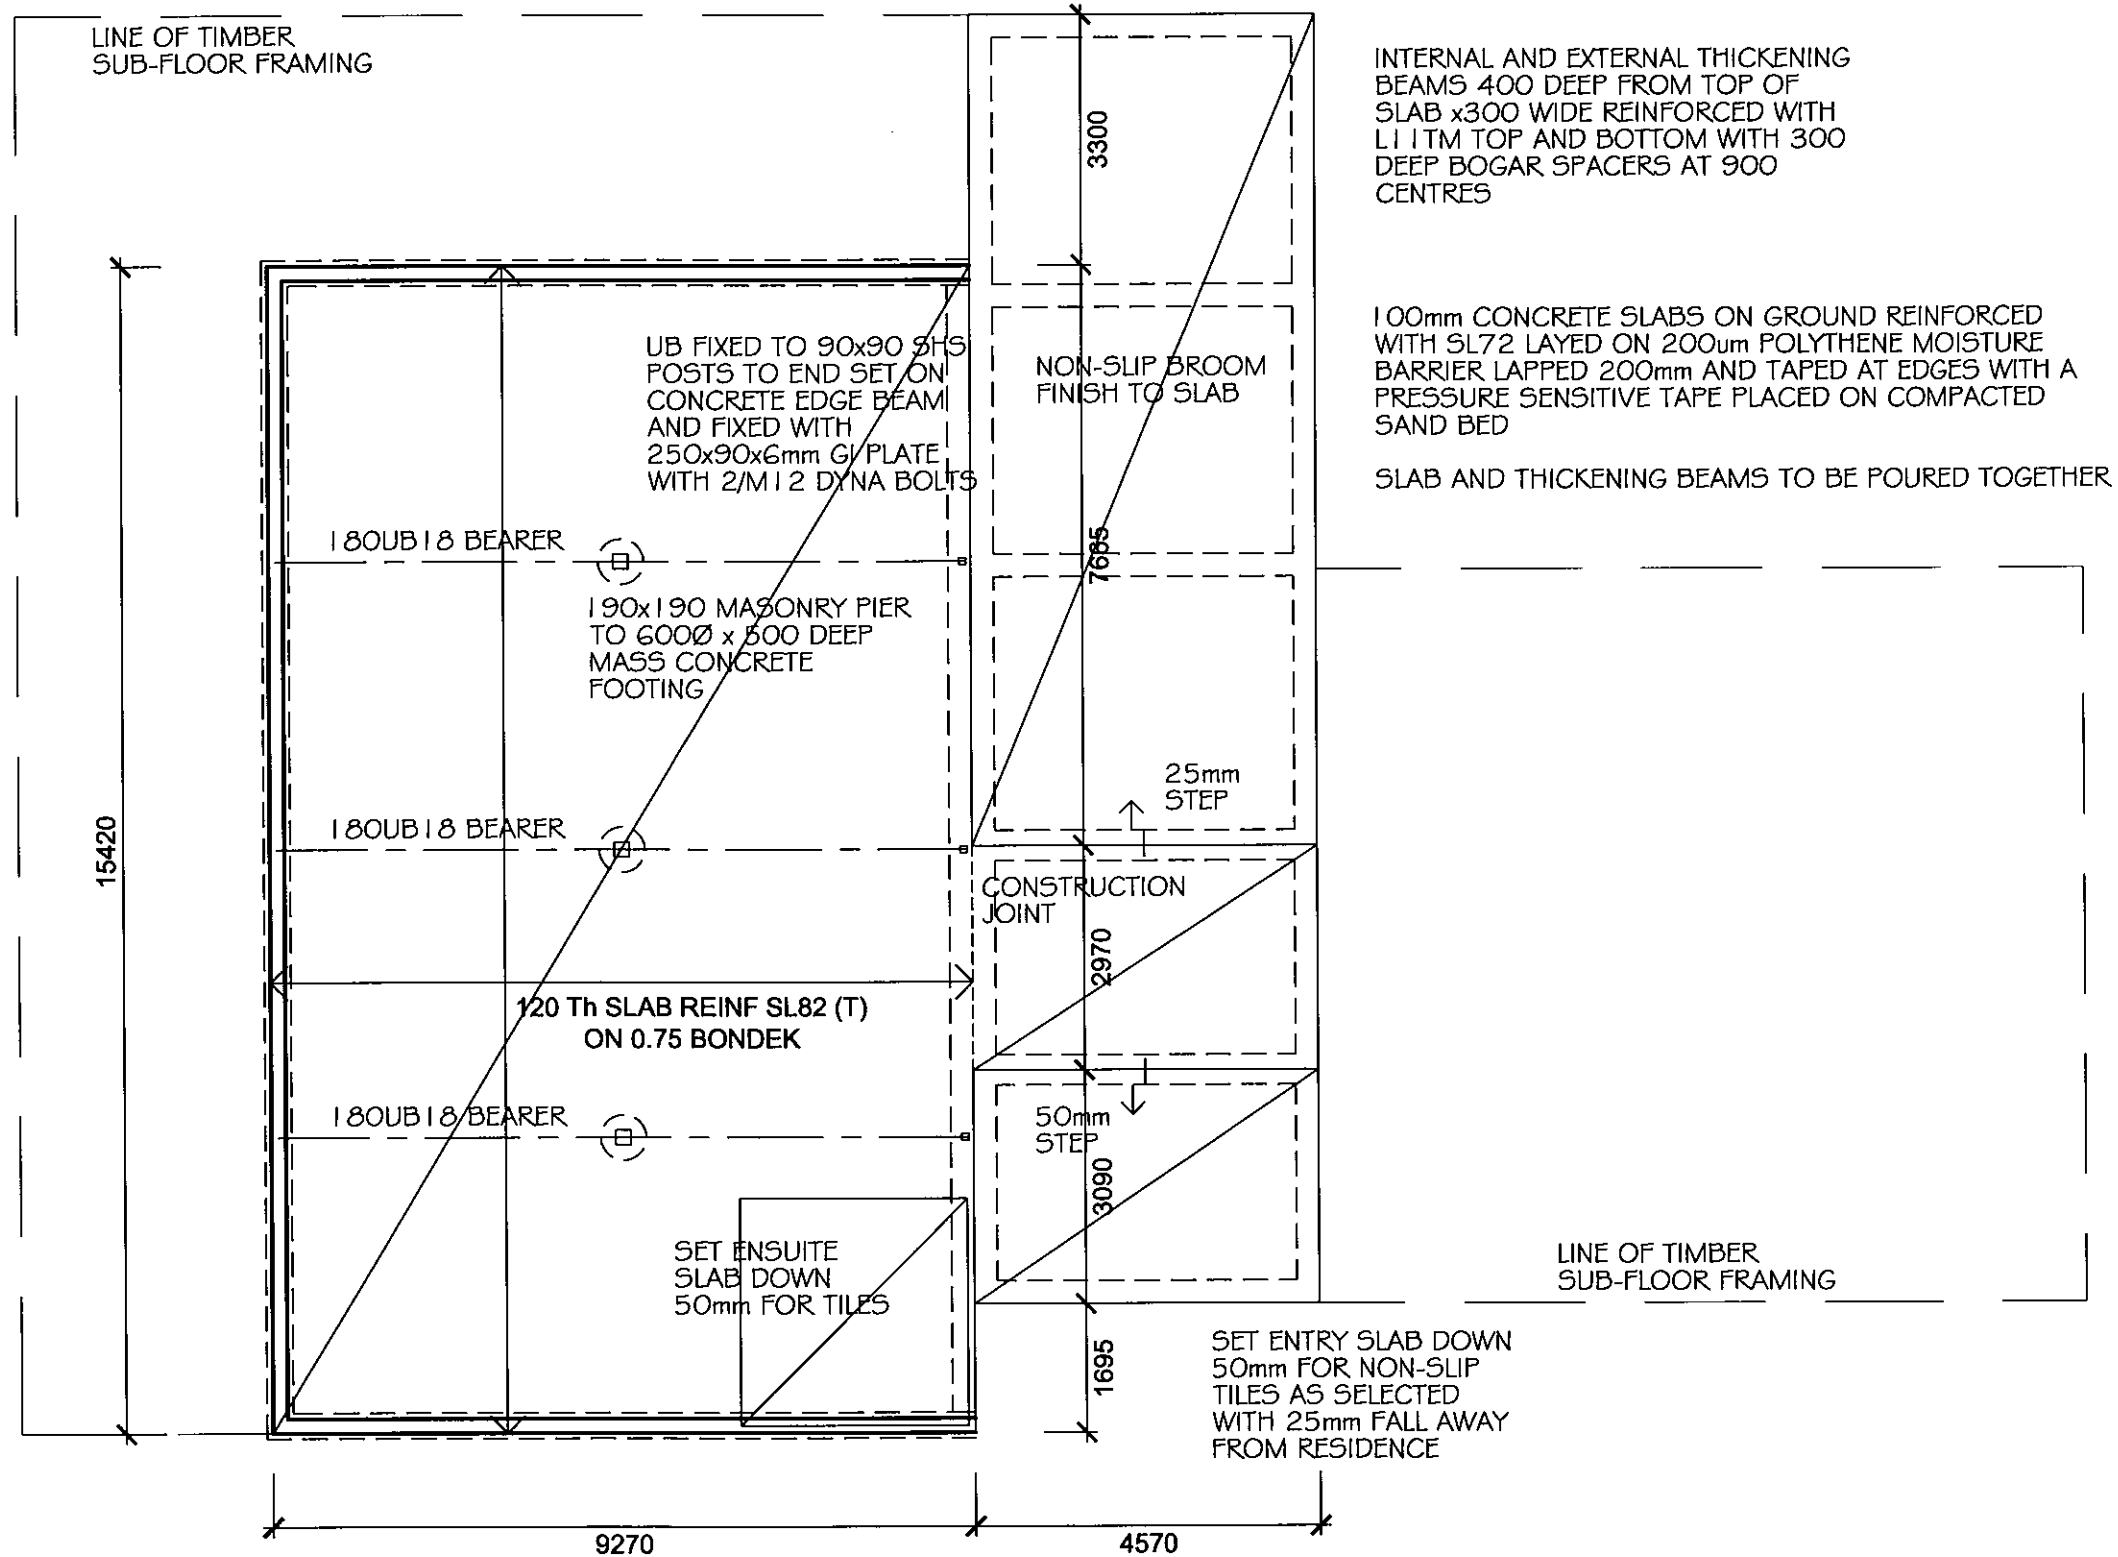 LINE OF TIMBER
SUB-FLOOR FRAMING
3300
INTERNAL AND EXTERNAL THICKENING
BEAMS 400 DEEP FROM TOP OF
SLAB x300 WIDE REINFORCED WITH
L11TM TOP AND BOTTOM WITH 300
DEEP BOGAR SPACERS AT 900
CENTRES
100mm CONCRETE SLABS ON GROUND REINFORCED
WITH SL72 LAYED ON 200um POLYTHENE MOISTURE
BARRIER LAPPED 200mm AND TAPED AT EDGES WITH A
PRESSURE SENSITIVE TAPE PLACED ON COMPACTED
SAND BED
SLAB AND THICKENING BEAMS TO BE POURED TOGETHER
UB FIXED TO 90x90 SHS
POSTS TO END SET ON
CONCRETE EDGE BEAM
AND FIXED WITH
250x90x6mm GI PLATE
WITH 2/M12 DYNA BOLTS
NON-SLIP BROOM
FINISH TO SLAB
7665
180UB18 BEARER
190x190 MASONRY PIER
TO 6000Ø x 500 DEEP
MASS CONCRETE
FOOTING
25mm
STEP
15420
180UB18 BEARER
CONSTRUCTION
JOINT
2970
120 Th SLAB REINF SL82 (T)
ON 0.75 BONDEK
180UB18 BEARER
50mm
STEP
3090
SET ENSUITE
SLAB DOWN
50mm FOR TILES
LINE OF TIMBER
SUB-FLOOR FRAMING
1695
SET ENTRY SLAB DOWN
50mm FOR NON-SLIP
TILES AS SELECTED
WITH 25mm FALL AWAY
FROM RESIDENCE
9270
4570